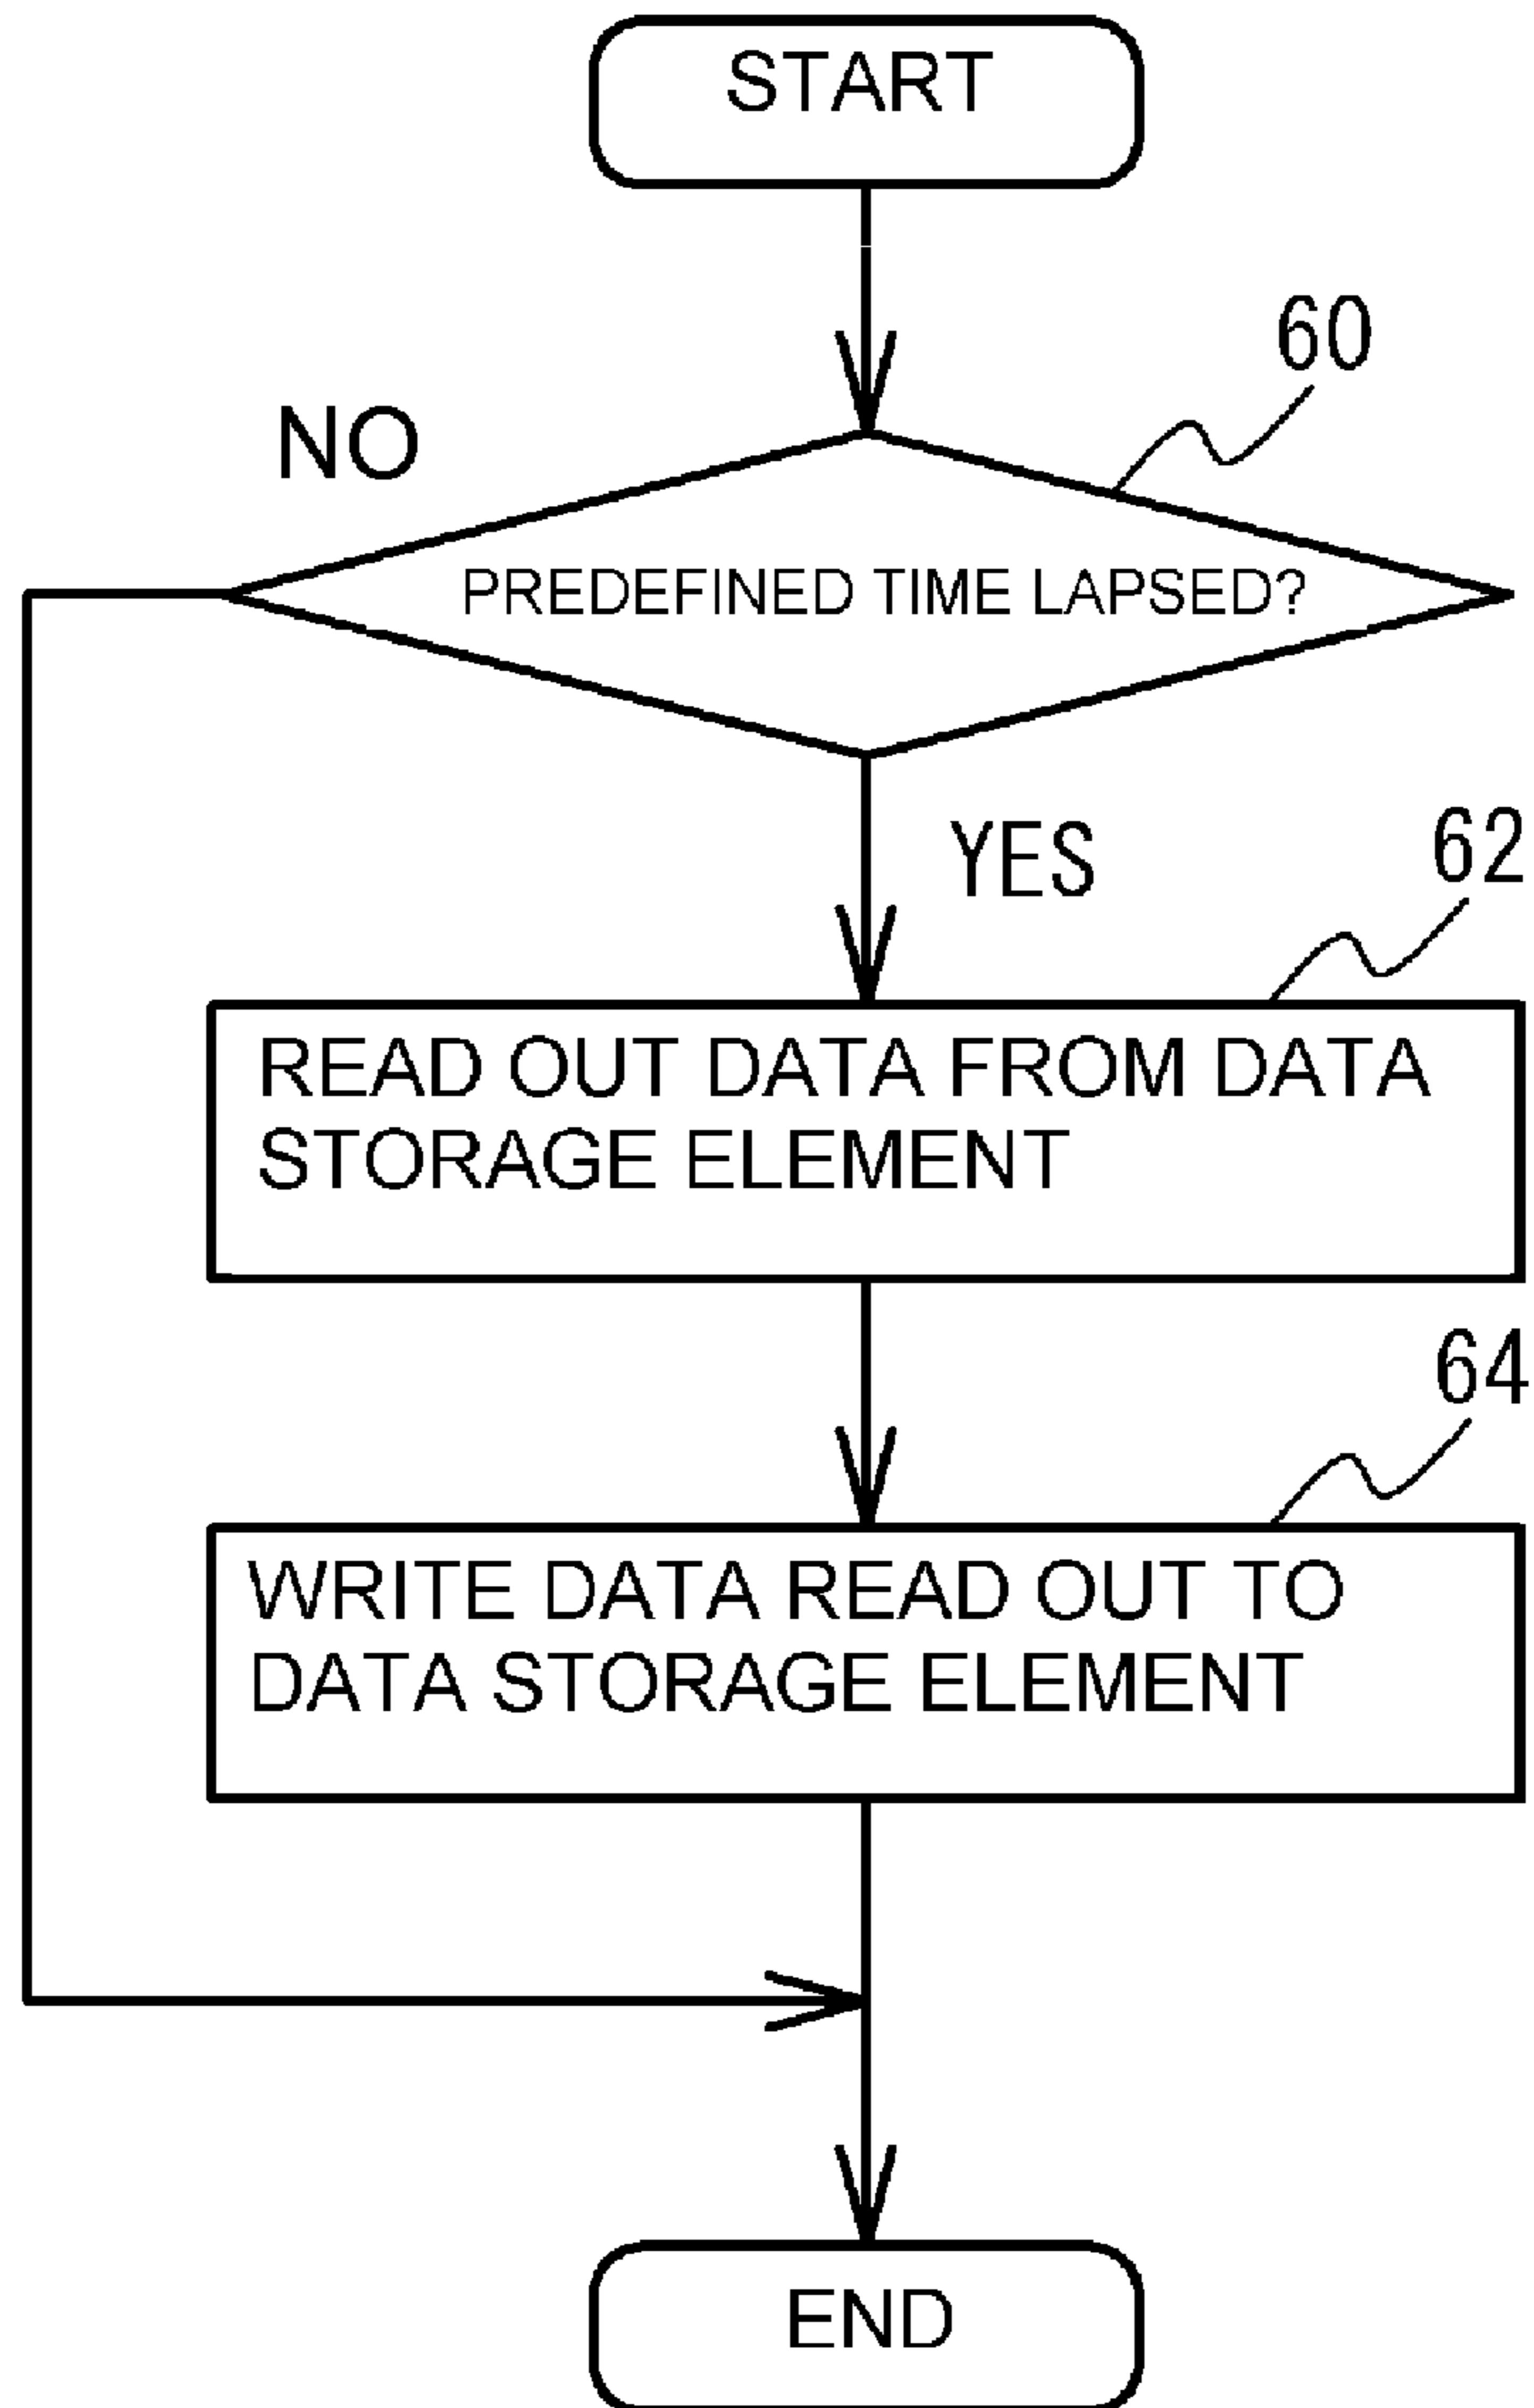 START
60
NO
PREDEFINED TIME LAPSED?
YES
62
READ OUT DATA FROM DATA
STORAGE ELEMENT
64
WRITE DATA READ OUT TO
DATA STORAGE ELEMENT
END